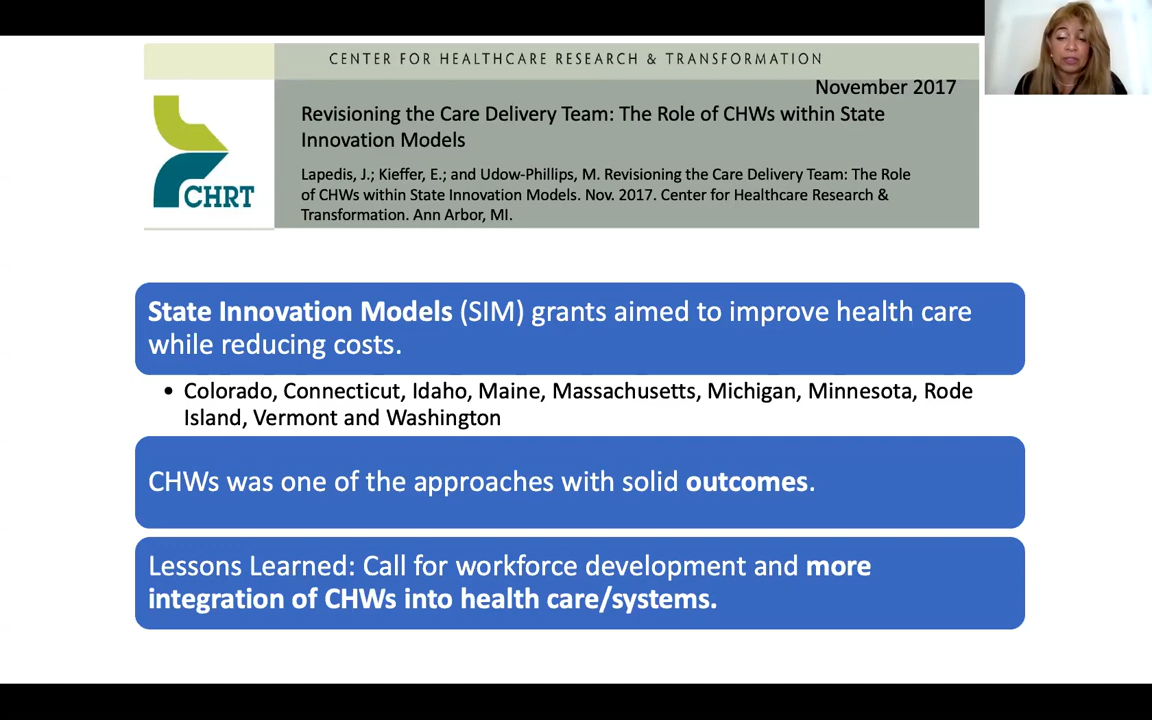 CENTER FOR HEALTHCARE RESEARCH & TRANSFORMATION
November 2017
Revisioning the Care Delivery Team: The Role of CHWs within State
Innovation Models
Lapedis, J.; Kieffer, E.; and Udow-Phillips, M. Revisioning the Care Delivery Team: The Role
of CHWs within State Innovation Models. Nov. 2017. Center for Healthcare Research &
Transformation. Ann Arbor, MI.
CHRT
State Innovation Models (SIM) grants aimed to improve health care
while reducing costs.
• Colorado, Connecticut, Idaho, Maine, Massachusetts, Michigan, Minnesota, Rode
Island, Vermont and Washington
CHWs was one of the approaches with solid outcomes.
Lessons Learned: Call for workforce development and more
integration of CHWs into health care/systems.